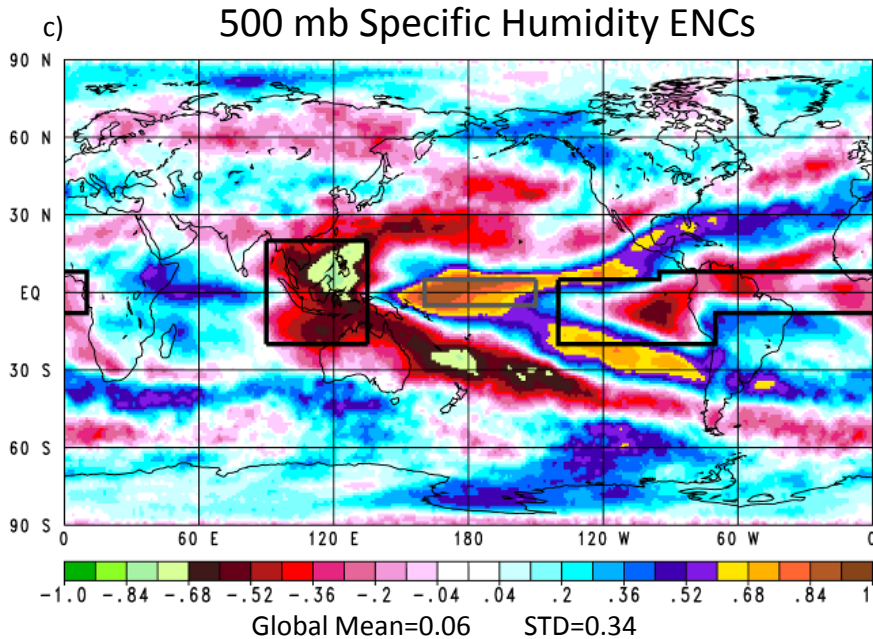 c) 500 mb Specific Humidity ENCs
90 N
60 N
30 N
EQ
30 S
60 S
90 S
0 60 E 120 E 180 120 W 60 W 0
-1.0 -.84 -.68 -.52 -.36 -.2 -.04 .04 .2 .36 .52 .68 .84 1
Global Mean=0.06 STD=0.34